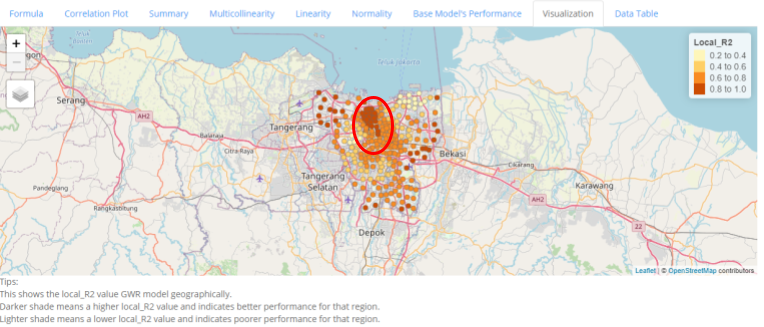 Formula Correlation Plot Summary Multicollinearity Linearity Normality Base Model's Performance Visualization Data Table
+
−
Local_R2
0.2 to 0.4
0.4 to 0.6
0.6 to 0.8
0.8 to 1.0
Serang
AH2
Tangerang
Balaraja
Citra Raya
Bekasi
Cikarang
Tangerang
Selatan
Karawang
Pandeglang
Rangkasbitung
AH2
Depok
22
Leaflet | © OpenStreetMap contributors
Tips:
This shows the local_R2 value GWR model geographically.
Darker shade means a higher local_R2 value and indicates better performance for that region.
Lighter shade means a lower local_R2 value and indicates poorer performance for that region.